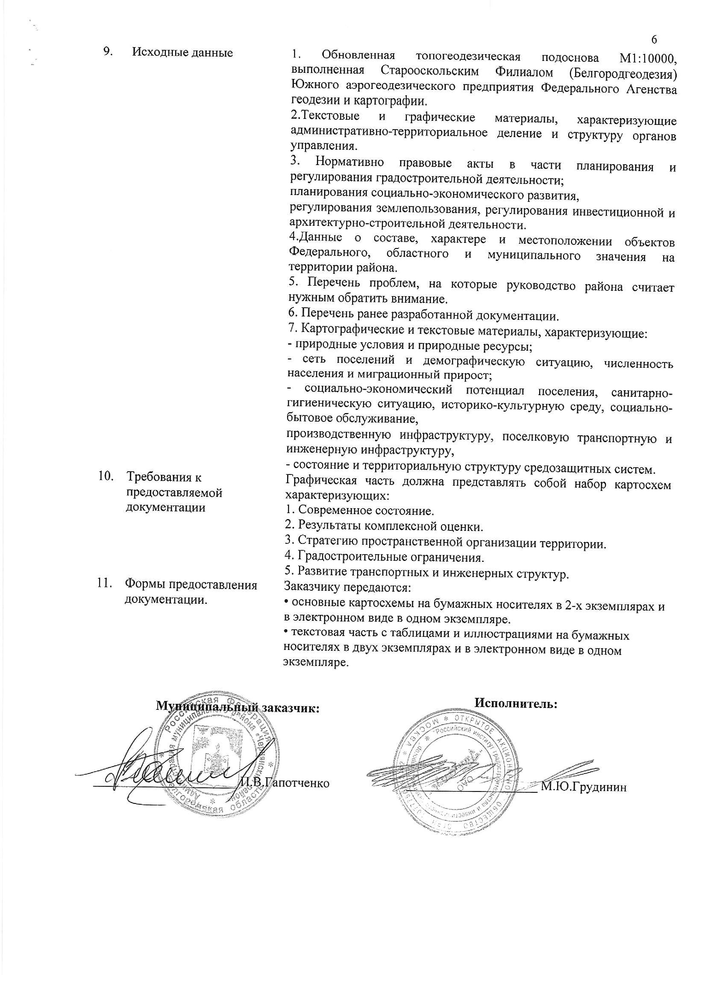 6
9. Исходные данные
1. Обновленная топогеодезическая подоснова М1:10000,
выполненная Старооскольским Филиалом (Белгородгеодезия)
Южного аэрогеодезического предприятия Федерального Агенства
геодезии и картографии.
2.Текстовые и графические материалы, характеризующие
административно-территориальное деление и структуру органов
управления.
3. Нормативно правовые акты в части планирования и
регулирования градостроительной деятельности;
планирования социально-экономического развития,
регулирования землепользования, регулирования инвестиционной и
архитектурно-строительной деятельности.
4.Данные о составе, характере и местоположении объектов
Федерального, областного и муниципального значения на
территории района.
5. Перечень проблем, на которые руководство района считает
нужным обратить внимание.
6. Перечень ранее разработанной документации.
7. Картографические и текстовые материалы, характеризующие:
- природные условия и природные ресурсы;
- сеть поселений и демографическую ситуацию, численность
населения и миграционный прирост;
- социально-экономический потенциал поселения, санитарно-
гигиеническую ситуацию, историко-культурную среду, социально-
бытовое обслуживание,
производственную инфраструктуру, поселковую транспортную и
инженерную инфраструктуру,
- состояние и территориальную структуру средозащитных систем.
10. Требования к
предоставляемой
документации
Графическая часть должна представлять собой набор картосхем
характеризующих:
1. Современное состояние.
2. Результаты комплексной оценки.
3. Стратегию пространственной организации территории.
4. Градостроительные ограничения.
5. Развитие транспортных и инженерных структур.
11. Формы предоставления
документации.
Заказчику передаются:
• основные картосхемы на бумажных носителях в 2-х экземплярах и
в электронном виде в одном экземпляре.
• текстовая часть с таблицами и иллюстрациями на бумажных
носителях в двух экземплярах и в электронном виде в одном
экземпляре.
Муниципальный заказчик:
Исполнитель:
П.В.Гапотченко
М.Ю.Грудинин
Российская Федерация
Белгородская область
Администрация муниципального района «Чернянский район»
МОСКВА * ОТКРЫТОЕ АКЦИОНЕРНОЕ ОБЩЕСТВО
"Российский институт градостроительства и
ОАО